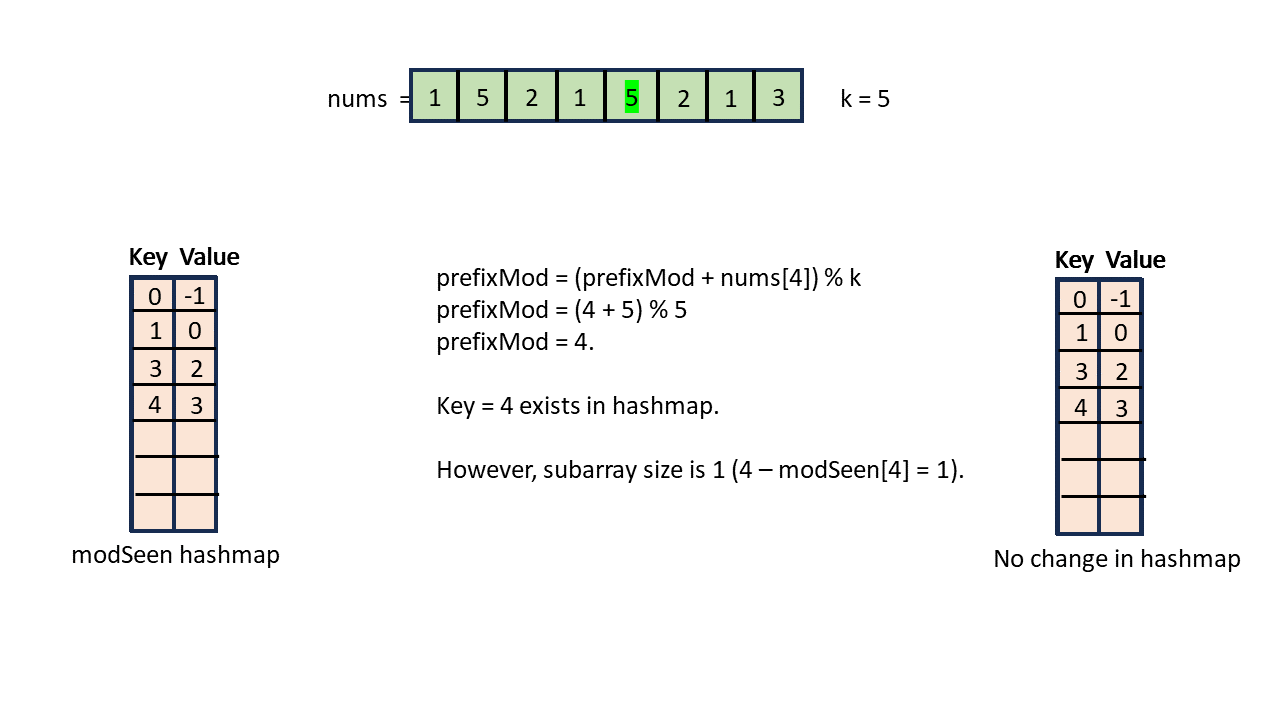 nums = 1 5 2 1 5 2 1 3 k = 5
Key Value
0 -1
1 0
3 2
4 3
modSeen hashmap
prefixMod = (prefixMod + nums[4]) % k
prefixMod = (4 + 5) % 5
prefixMod = 4.
Key = 4 exists in hashmap.
However, subarray size is 1 (4 – modSeen[4] = 1).
Key Value
0 -1
1 0
3 2
4 3
No change in hashmap